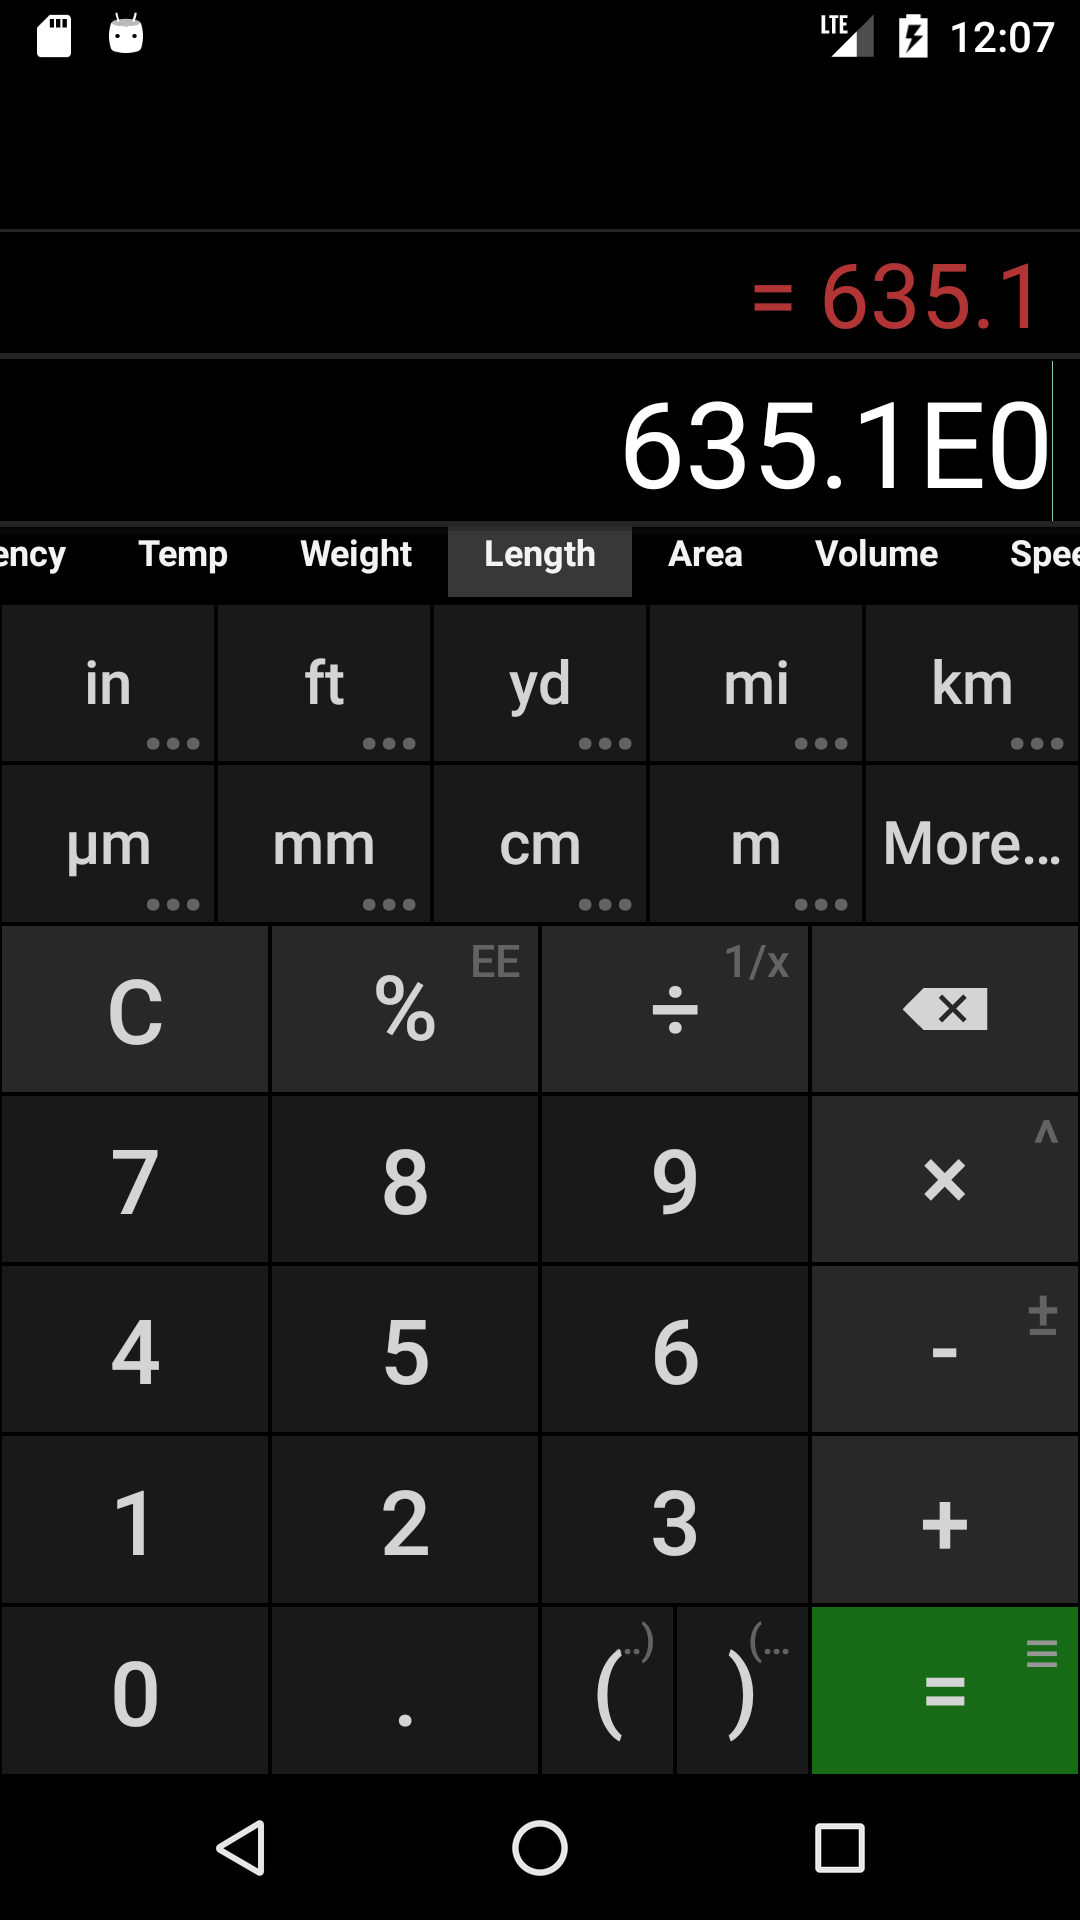 LTE 12:07
= 635.1
635.1E0
ency Temp Weight Length Area Volume Spee
in ft yd mi km
µm mm cm m More...
C % EE ÷ 1/x
7 8 9 × ^
4 5 6 - ±
1 2 3 +
0 . ( ..) ) (... =